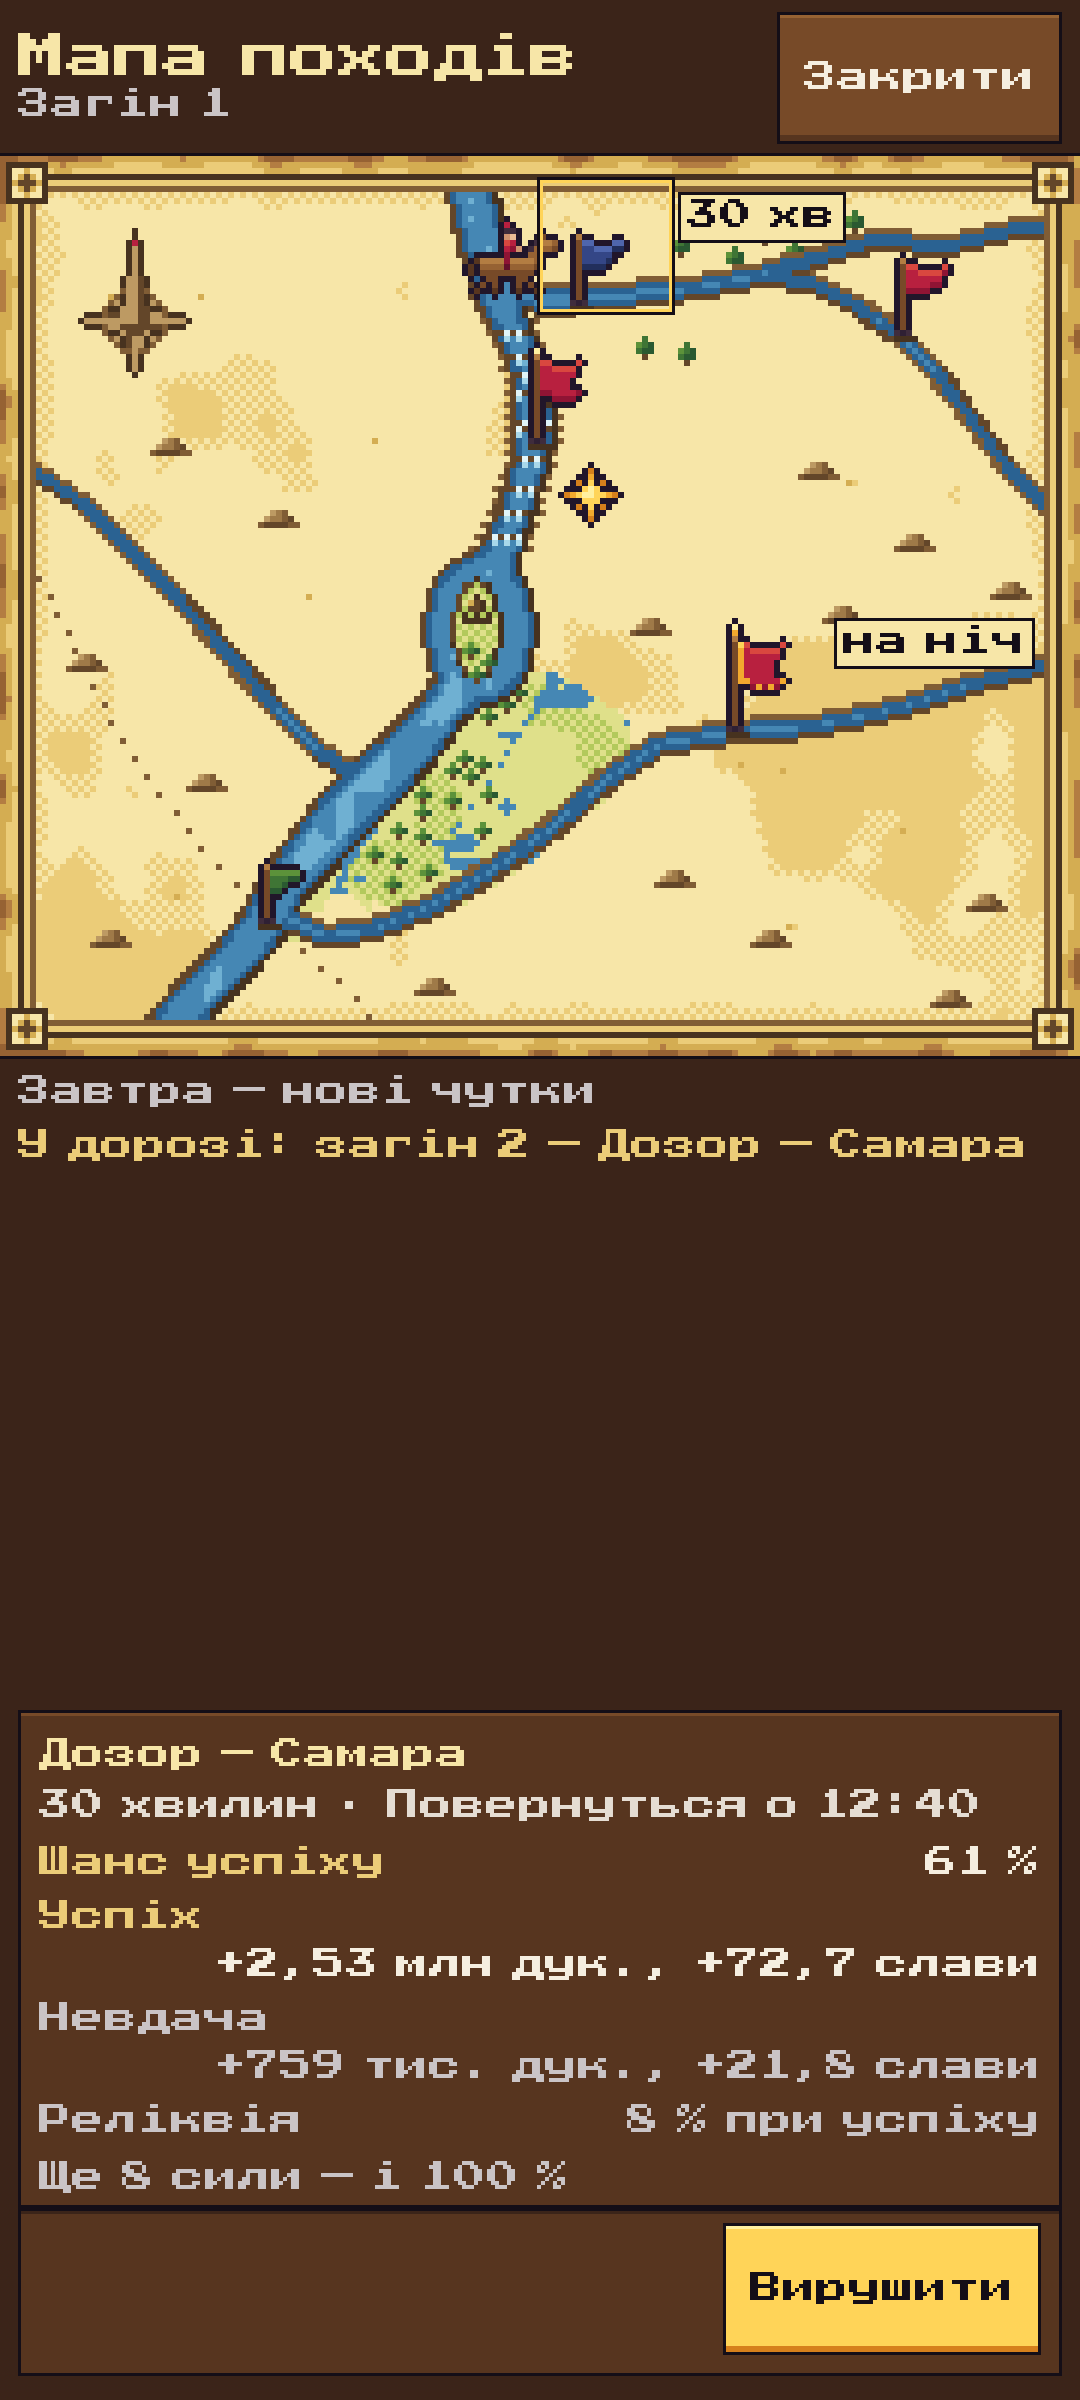 Мапа походів
Загін 1
Закрити
30 хв
на ніч
Завтра — нові чутки
У дорозі: загін 2 — Дозор — Самара
Дозор — Самара
30 хвилин · Повернуться о 12:40
Шанс успіху 61 %
Успіх
+2,53 млн дук., +72,7 слави
Невдача
+759 тис. дук., +21,8 слави
Реліквія 8 % при успіху
Ще 8 сили — і 100 %
Вирушити